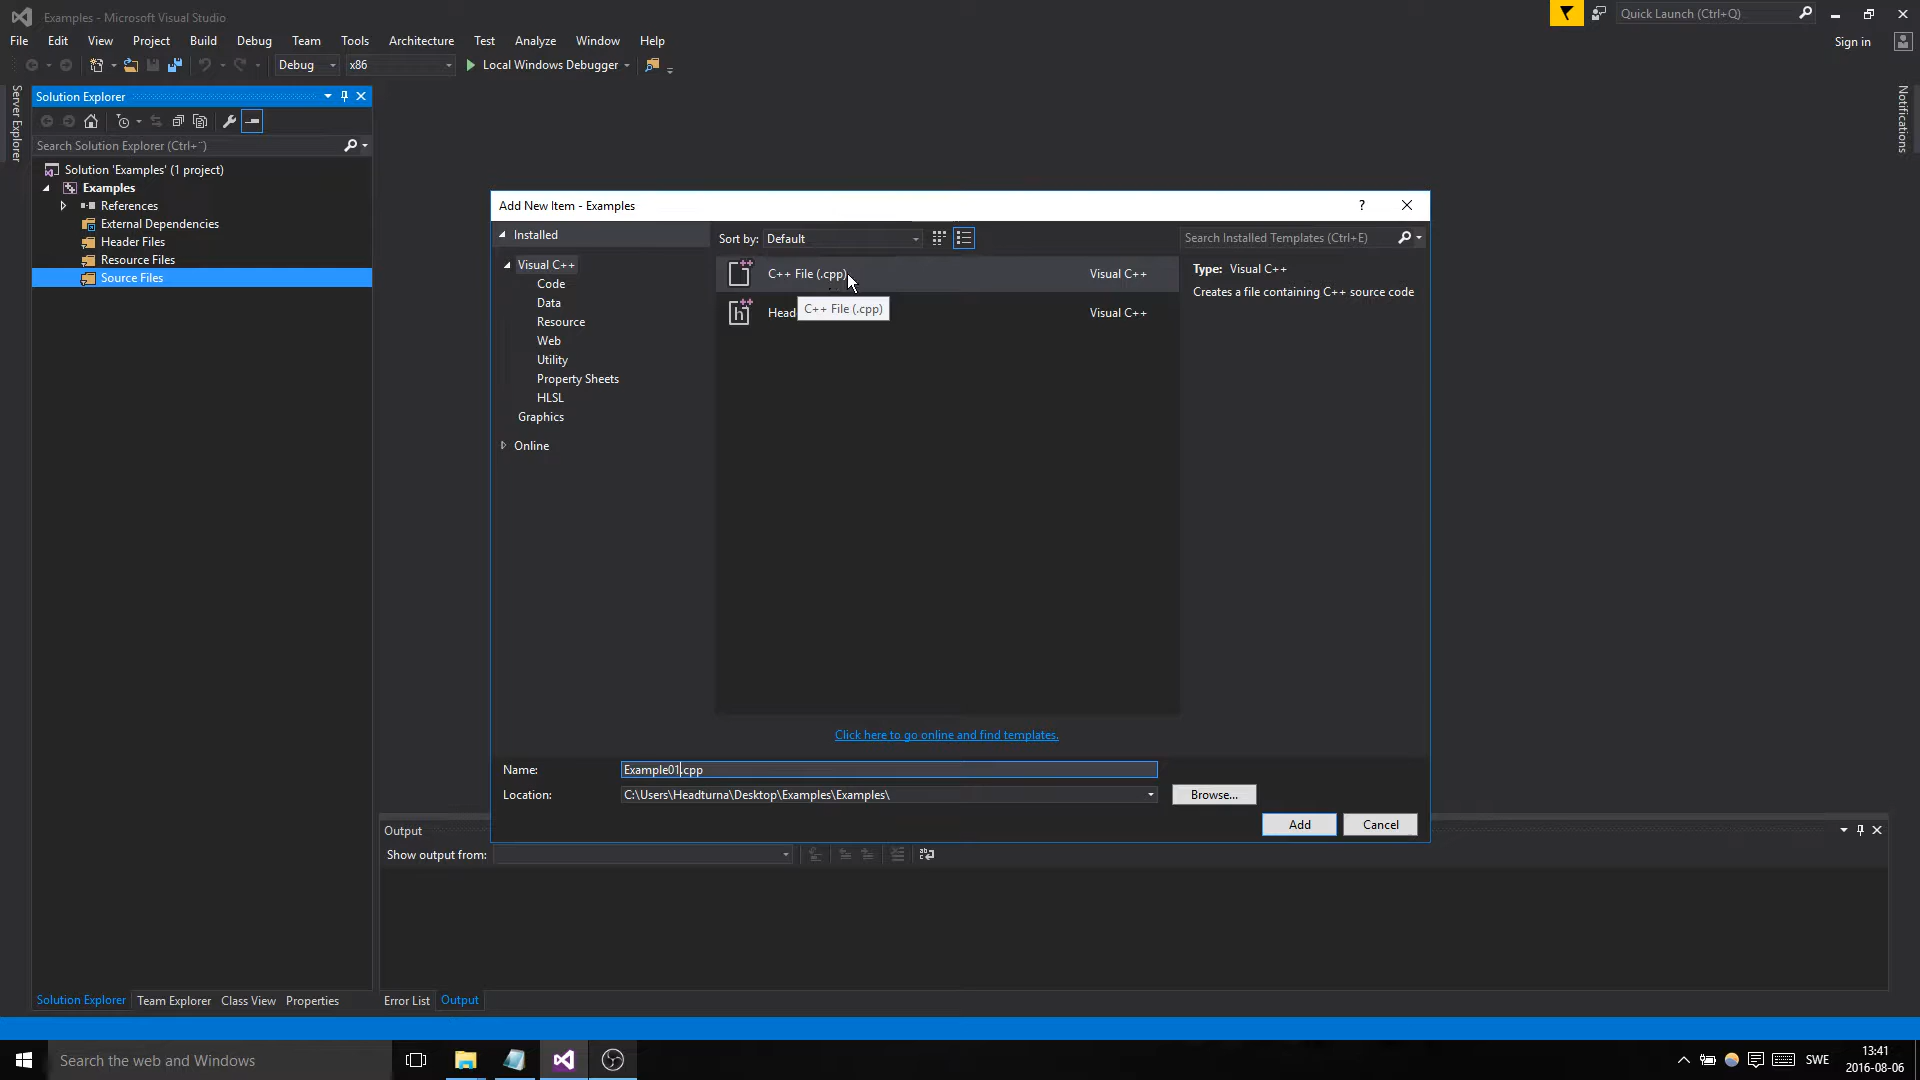 Examples - Microsoft Visual Studio
Quick Launch (Ctrl+Q)
File Edit View Project Build Debug Team Tools Architecture Test Analyze Window Help
Sign in
Debug x86 Local Windows Debugger
Server Explorer
Solution Explorer
Notifications
Search Solution Explorer (Ctrl+¨)
Solution 'Examples' (1 project)
Examples
References
External Dependencies
Header Files
Resource Files
Source Files
Add New Item - Examples
?
Installed
Sort by: Default
Search Installed Templates (Ctrl+E)
Visual C++
Code
Data
Resource
Web
Utility
Property Sheets
HLSL
Graphics
Online
C++ File (.cpp) Visual C++
C++ File (.cpp)
Head Visual C++
Type: Visual C++
Creates a file containing C++ source code
Click here to go online and find templates.
Name: Example01.cpp
Location: C:\Users\Headturna\Desktop\Examples\Examples\
Browse...
Add Cancel
Output
Show output from:
Solution Explorer Team Explorer Class View Properties
Error List Output
Search the web and Windows
SWE
13:41
2016-08-06